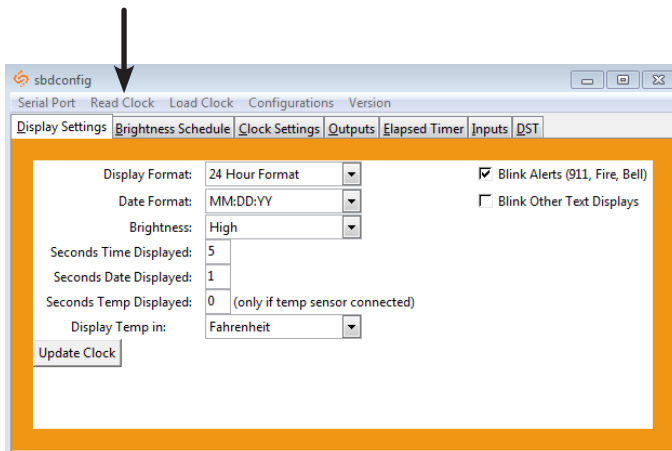 sbdconfig
Serial Port Read Clock Load Clock Configurations Version
Display Settings Brightness Schedule Clock Settings Outputs Elapsed Timer Inputs DST
Display Format: 24 Hour Format Blink Alerts (911, Fire, Bell)
Date Format: MM:DD:YY Blink Other Text Displays
Brightness: High
Seconds Time Displayed: 5
Seconds Date Displayed: 1
Seconds Temp Displayed: 0 (only if temp sensor connected)
Display Temp in: Fahrenheit
Update Clock